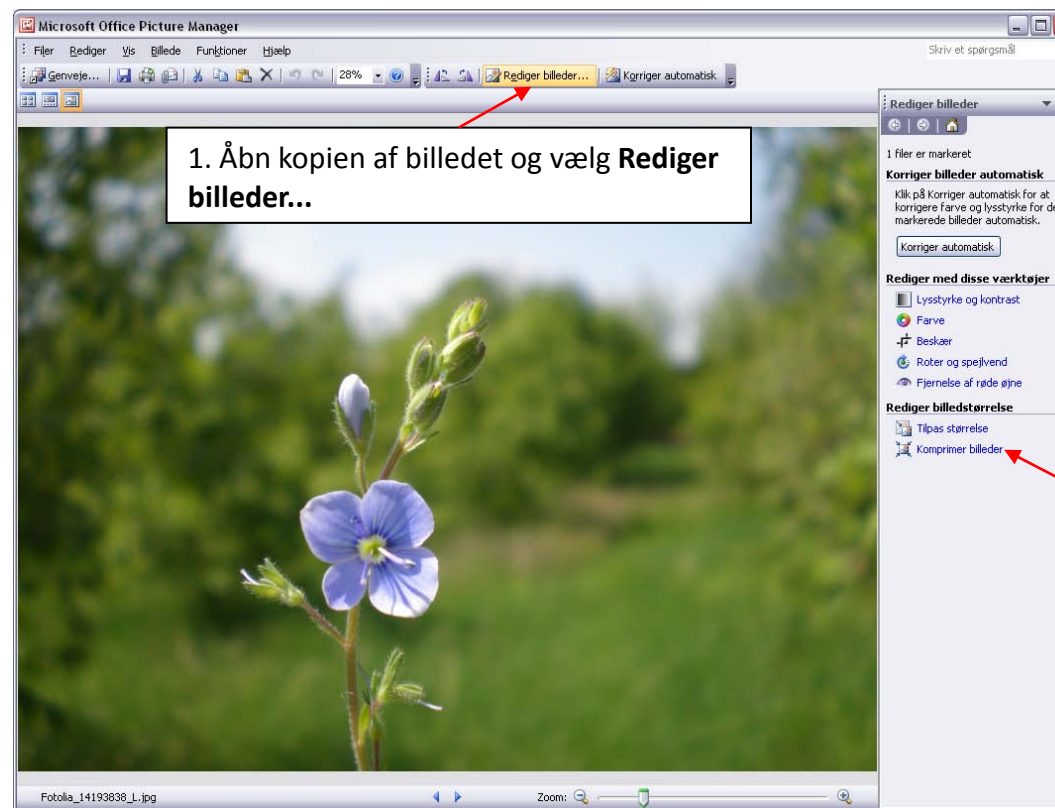 Microsoft Office Picture Manager
Filer Rediger Vis Billede Funktioner Hjælp
Skriv et spørgsmål
Genveje... 28% Rediger billeder... Korriger automatisk
Rediger billeder
1. Åbn kopien af billedet og vælg Rediger
billeder...
1 filer er markeret
Korriger billeder automatisk
Klik på Korriger automatisk for at
korrigere farve og lysstyrke for de
markerede billeder automatisk.
Korriger automatisk
Rediger med disse værktøjer
Lysstyrke og kontrast
Farve
Beskær
Roter og spejlvend
Fjernelse af røde øjne
Rediger billedstørrelse
Tilpas størrelse
Komprimer billeder
Fotolia_14193838_L.jpg
Zoom: